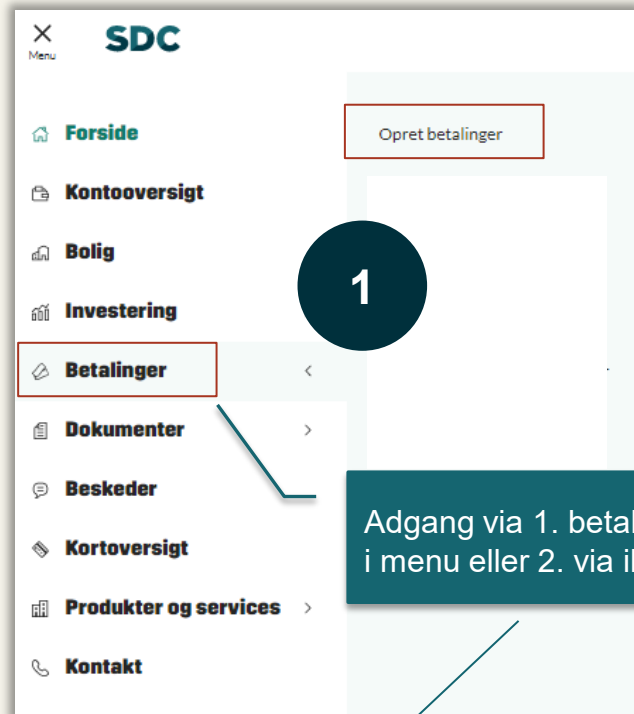 Menu
SDC
Forside
Opret betalinger
Kontooversigt
Bolig
1
Investering
Betalinger
Dokumenter
Beskeder
Adgang via 1.
i menu eller 2. via
Kortoversigt
Produkter og services
Kontakt